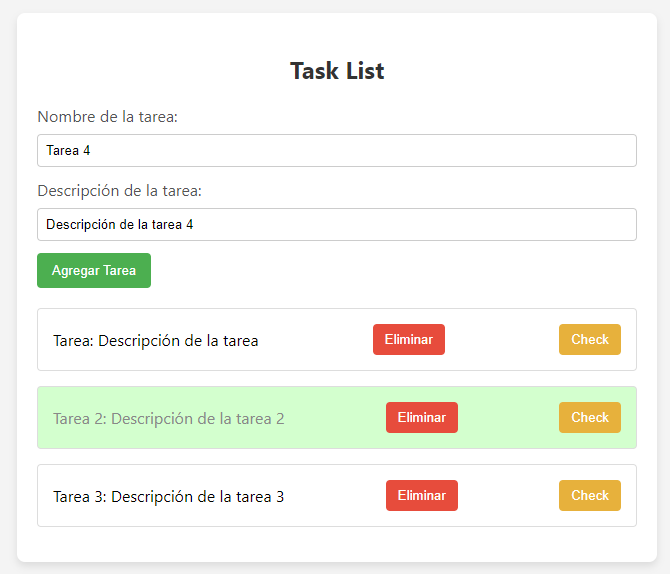 Task List
Nombre de la tarea:
Tarea 4
Descripción de la tarea:
Descripción de la tarea 4
Agregar Tarea
Tarea: Descripción de la tarea Eliminar Check
Tarea 2: Descripción de la tarea 2 Eliminar Check
Tarea 3: Descripción de la tarea 3 Eliminar Check